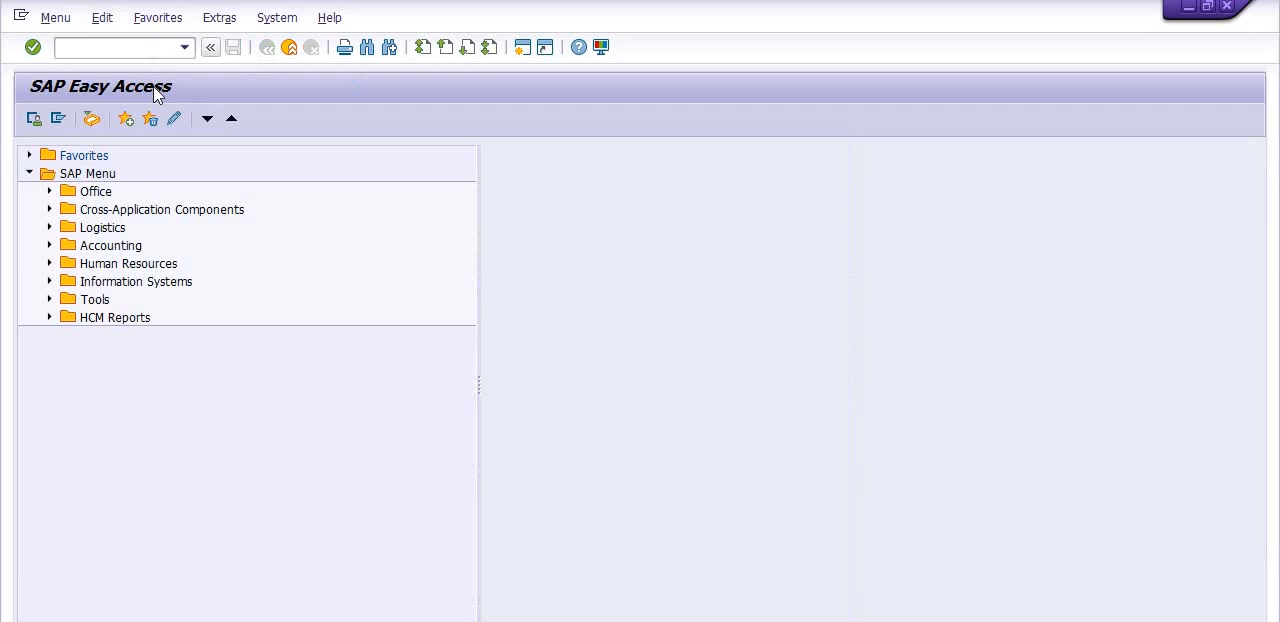 Menu Edit Favorites Extras System Help
SAP Easy Access
Favorites
SAP Menu
Office
Cross-Application Components
Logistics
Accounting
Human Resources
Information Systems
Tools
HCM Reports